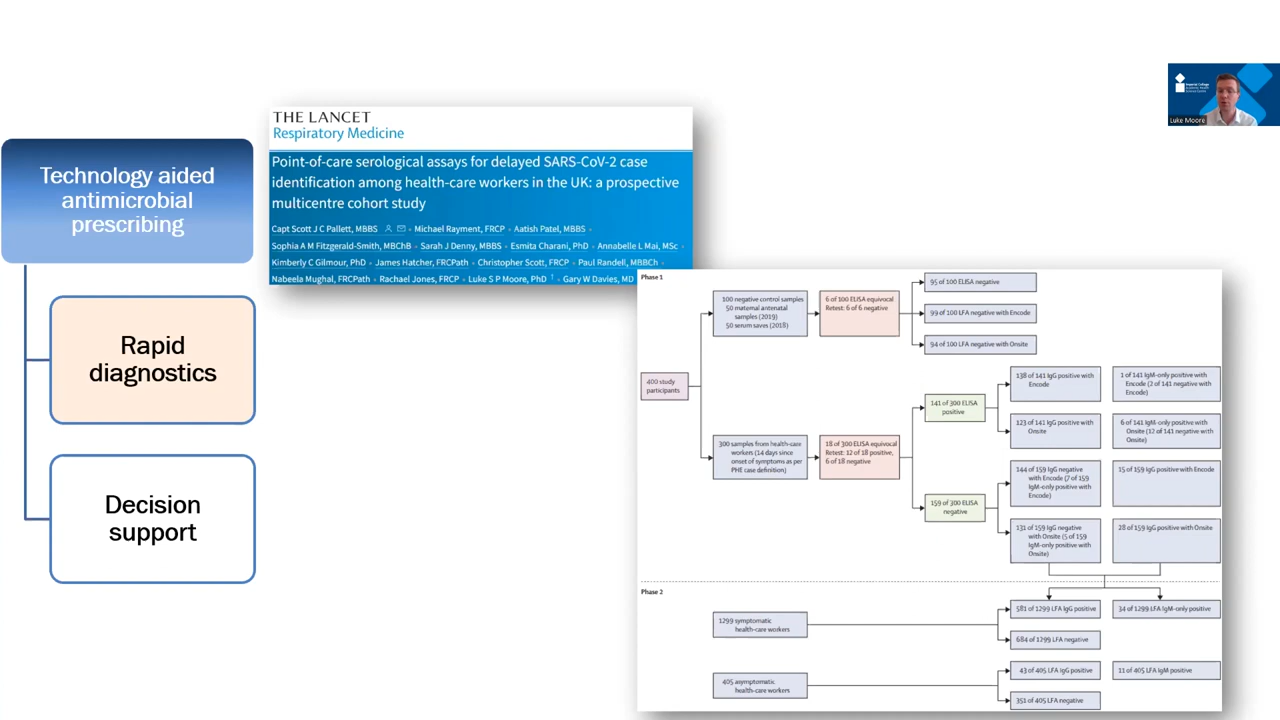 Technology aided
antimicrobial
prescribing
Rapid
diagnostics
Decision
support
THE LANCET
Respiratory Medicine
Point-of-care serological assays for delayed SARS-CoV-2 case
identification among health-care workers in the UK: a prospective
multicentre cohort study
Capt Scott J C Pallett, MBBS • Michael Rayment, FRCP • Aatish Patel, MBBS •
Sophia A M Fitzgerald-Smith, MBChB • Sarah J Denny, MBBS • Esmita Charani, PhD • Annabelle L Mai, MSc •
Kimberly C Gilmour, PhD • James Hatcher, FRCPath • Christopher Scott, FRCP • Paul Randell, MBBCh •
Nabeela Mughal, FRCPath • Rachael Jones, FRCP • Luke S P Moore, PhD † • Gary W Davies, MD
Phase 1
400 study
participants
100 negative control samples
50 maternal antenatal
samples (2019)
50 serum saves (2018)
6 of 100 ELISA equivocal
Retest: 6 of 6 negative
95 of 100 ELISA negative
99 of 100 LFA negative with Encode
94 of 100 LFA negative with Onsite
300 samples from health-care
workers (14 days since
onset of symptoms as per
PHE case definition)
18 of 300 ELISA equivocal
Retest: 12 of 18 positive,
6 of 18 negative
141 of 300 ELISA
positive
138 of 141 IgG positive with
Encode
1 of 141 IgM-only positive with
Encode (2 of 141 negative with
Encode)
123 of 141 IgG positive with
Onsite
6 of 141 IgM-only positive with
Onsite (12 of 141 negative with
Onsite)
159 of 300 ELISA
negative
144 of 159 IgG negative
with Encode (7 of 159
IgM-only positive with
Encode)
15 of 159 IgG positive with Encode
131 of 159 IgG negative
with Onsite (5 of 159
IgM-only positive with
Onsite)
28 of 159 IgG positive with Onsite
Phase 2
1299 symptomatic
health-care workers
581 of 1299 LFA IgG positive
34 of 1299 LFA IgM-only positive
684 of 1299 LFA negative
405 asymptomatic
health-care workers
43 of 405 LFA IgG positive
11 of 405 LFA IgM positive
351 of 405 LFA negative
Imperial College
Academic Health
Science Centre
Luke Moore